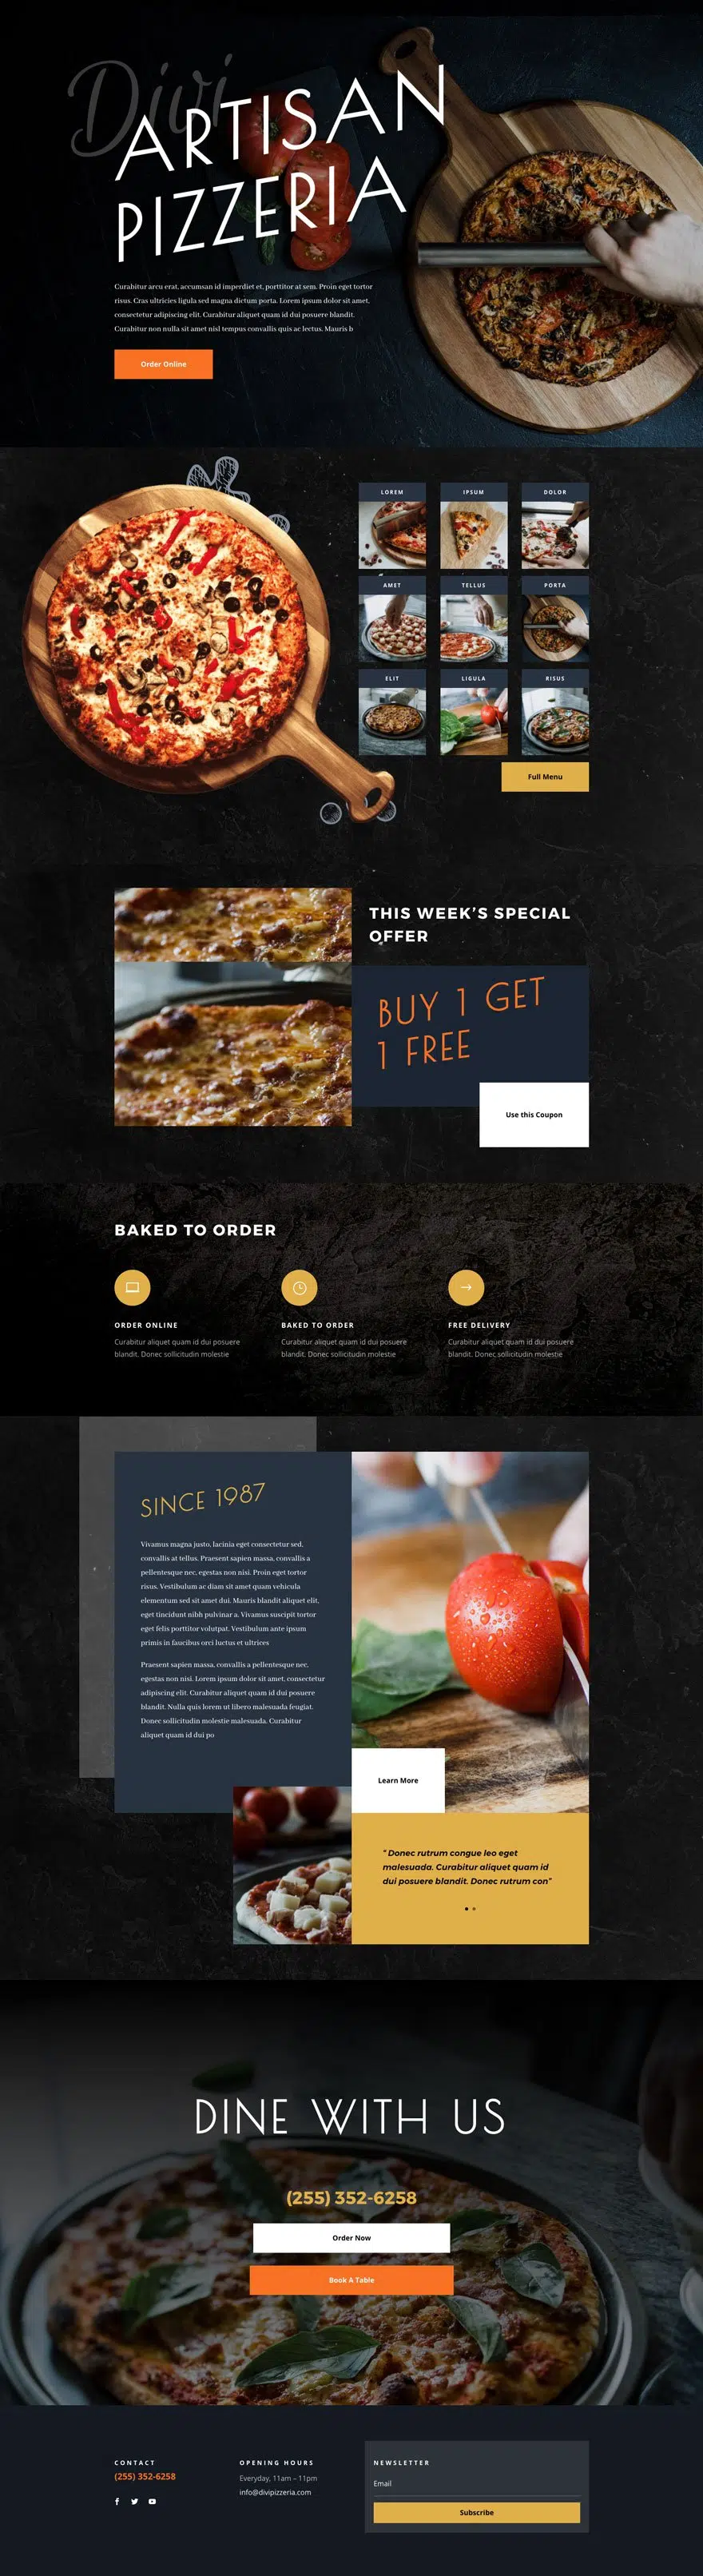 Divi
ARTISAN
PIZZERIA
Curabitur arcu erat, accumsan id imperdiet et, porttitor at sem. Proin eget tortor
risus. Cras ultricies ligula sed magna dictum porta. Lorem ipsum dolor sit amet,
consectetur adipiscing elit. Curabitur aliquet quam id dui posuere blandit.
Curabitur non nulla sit amet nisl tempus convallis quis ac lectus. Mauris b
Order Online
LOREM
IPSUM
DOLOR
AMET
TELLUS
PORTA
ELIT
LIGULA
RISUS
Full Menu
THIS WEEK'S SPECIAL
OFFER
BUY 1 GET
1 FREE
Use this Coupon
BAKED TO ORDER
ORDER ONLINE
Curabitur aliquet quam id dui posuere
blandit. Donec sollicitudin molestie
BAKED TO ORDER
Curabitur aliquet quam id dui posuere
blandit. Donec sollicitudin molestie
FREE DELIVERY
Curabitur aliquet quam id dui posuere
blandit. Donec sollicitudin molestie
SINCE 1987
Vivamus magna justo, lacinia eget consectetur sed,
convallis at tellus. Praesent sapien massa, convallis a
pellentesque nec, egestas non nisi. Proin eget tortor
risus. Vestibulum ac diam sit amet quam vehicula
elementum sed sit amet dui. Mauris blandit aliquet elit,
eget tincidunt nibh pulvinar a. Vivamus suscipit tortor
eget felis porttitor volutpat. Vestibulum ante ipsum
primis in faucibus orci luctus et ultrices
Praesent sapien massa, convallis a pellentesque nec,
egestas non nisi. Lorem ipsum dolor sit amet, consectetur
adipiscing elit. Curabitur aliquet quam id dui posuere
blandit. Nulla quis lorem ut libero malesuada feugiat.
Donec sollicitudin molestie malesuada. Curabitur
aliquet quam id dui po
Learn More
" Donec rutrum congue leo eget
malesuada. Curabitur aliquet quam id
dui posuere blandit. Donec rutrum con"
DINE WITH US
(255) 352-6258
Order Now
Book A Table
CONTACT
(255) 352-6258
OPENING HOURS
Everyday, 11am – 11pm
info@divipizzeria.com
NEWSLETTER
Email
Subscribe